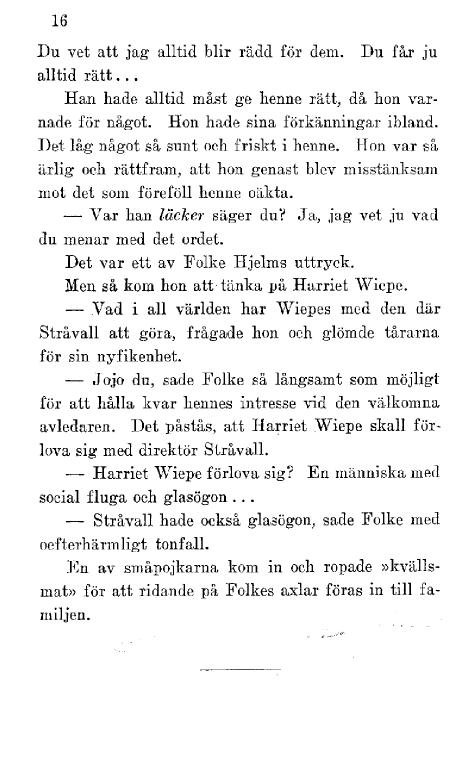 16
Du vet att jag alltid blir rädd för dem. Du får ju
alltid rätt...
Han hade alltid måst ge henne rätt, då hon var-
nade för något. Hon hade sina förkänningar ibland.
Det låg något så sunt och friskt i henne. Hon var så
ärlig och rättfram, att hon genast blev misstänksam
mot det som föreföll henne oäkta.
— Var han läcker säger du? Ja, jag vet ju vad
du menar med det ordet.
Det var ett av Folke Hjelms uttryck.
Men så kom hon att tänka på Harriet Wiepe.
— Vad i all världen har Wiepes med den där
Stråvall att göra, frågade hon och glömde tårarna
för sin nyfikenhet.
— Jojo du, sade Folke så långsamt som möjligt
för att hålla kvar hennes intresse vid den välkomna
avledaren. Det påstås, att Harriet Wiepe skall för-
lova sig med direktör Stråvall.
— Harriet Wiepe förlova sig? En människa med
social fluga och glasögon...
— Stråvall hade också glasögon, sade Folke med
oefterhärmligt tonfall.
En av småpojkarna kom in och ropade »kvälls-
mat» för att ridande på Folkes axlar föras in till fa-
miljen.